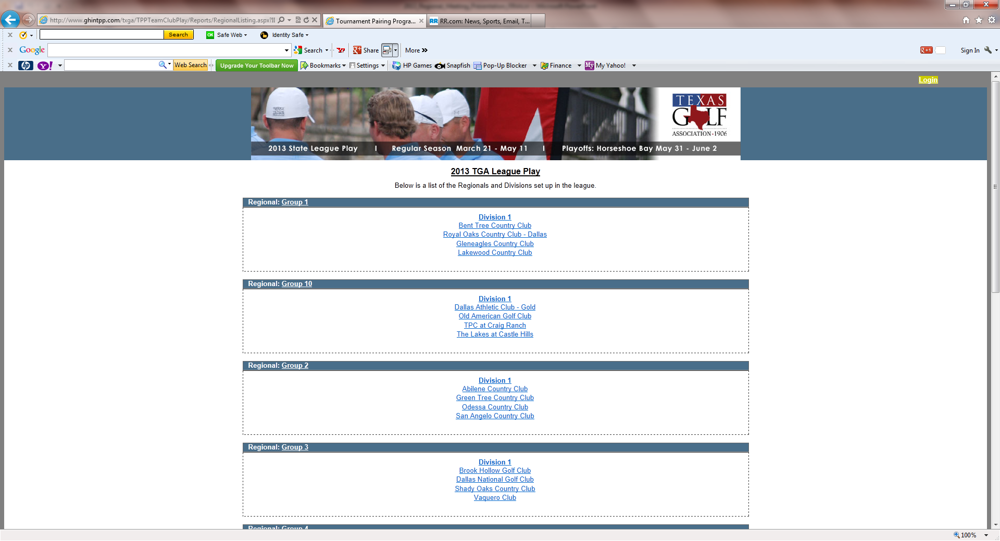 http://www.ghintpp.com/txga/TPPTeamClubPlay/Reports/RegionalListing.aspx?II
Tournament Pairing Progra...
RR RR.com: News, Sports, Email, T...
Search
OK Safe Web
Identity Safe
Google
Search
Share
More »
g +1
Sign In
hp Y!
Web Search
Upgrade Your Toolbar Now
Bookmarks
Settings
HP Games
Snapfish
Pop-Up Blocker
Finance
My My Yahoo!
Login
TEXAS
GOLF
ASSOCIATION • 1906
2013 State League Play | Regular Season March 21 - May 11 | Playoffs: Horseshoe Bay May 31 - June 2
2013 TGA League Play
Below is a list of the Regionals and Divisions set up in the league.
Regional: Group 1
Division 1
Bent Tree Country Club
Royal Oaks Country Club - Dallas
Gleneagles Country Club
Lakewood Country Club
Regional: Group 10
Division 1
Dallas Athletic Club - Gold
Old American Golf Club
TPC at Craig Ranch
The Lakes at Castle Hills
Regional: Group 2
Division 1
Abilene Country Club
Green Tree Country Club
Odessa Country Club
San Angelo Country Club
Regional: Group 3
Division 1
Brook Hollow Golf Club
Dallas National Golf Club
Shady Oaks Country Club
Vaquero Club
Regional: Group 4
100%